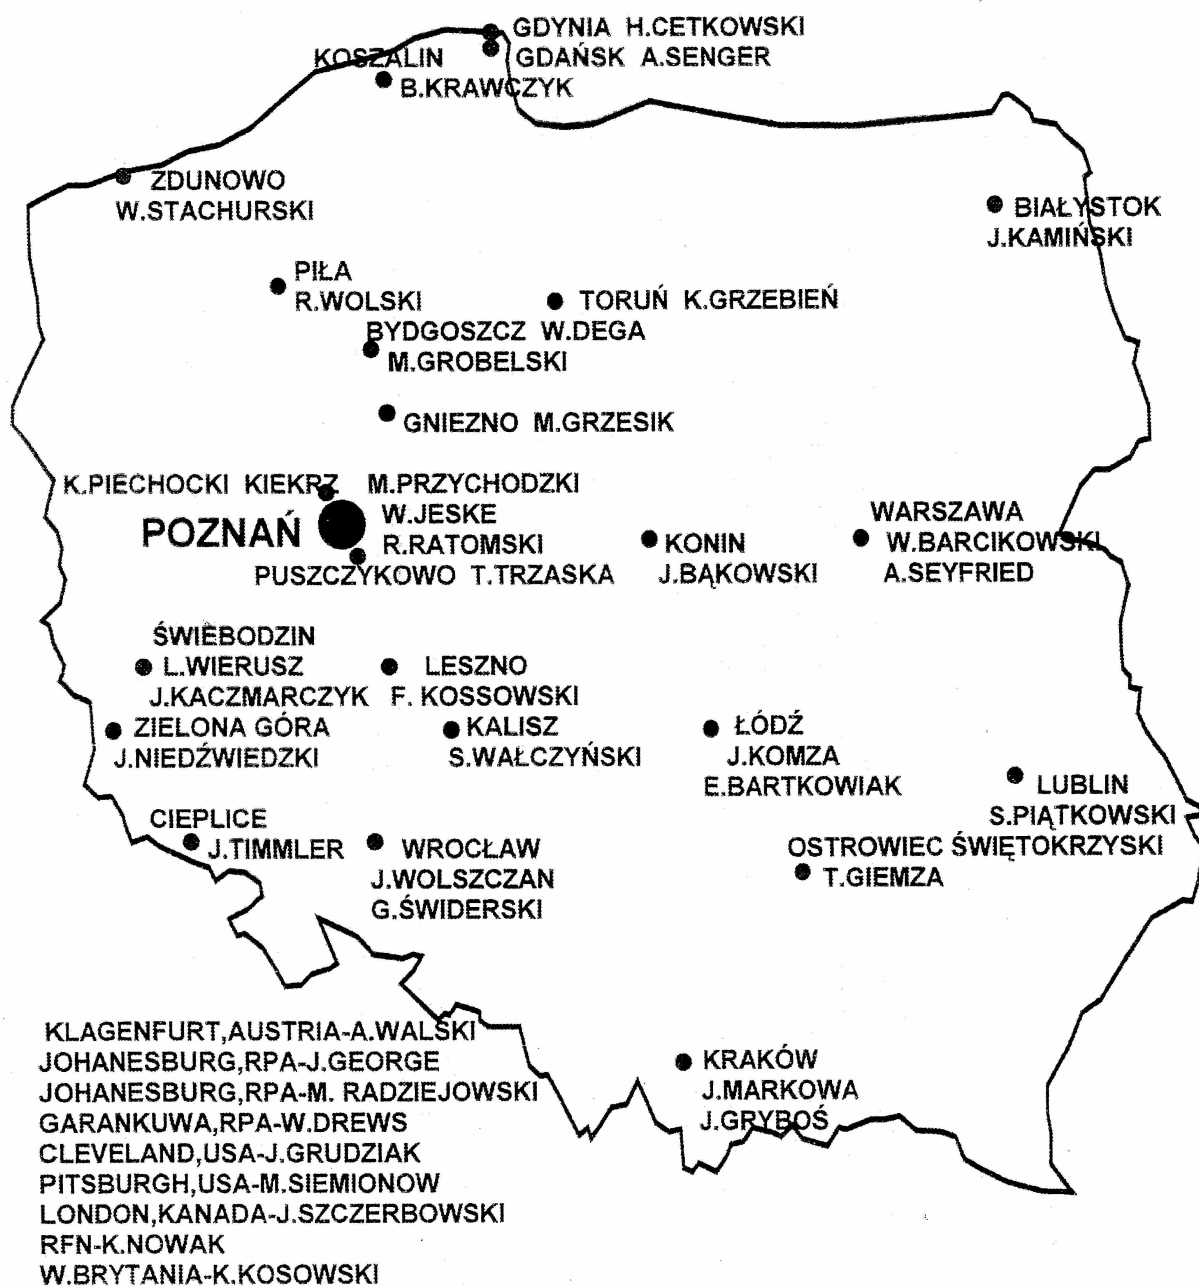 GDYNIA H.CETKOWSKI
KOSZALIN GDAŃSK A.SENGER
B.KRAWCZYK
ZDUNOWO
W.STACHURSKI
BIAŁYSTOK
J.KAMIŃSKI
PIŁA
R.WOLSKI
TORUŃ K.GRZEBIEŃ
BYDGOSZCZ W.DEGA
M.GROBELSKI
GNIEZNO M.GRZESIK
K.PIECHOCKI KIEKRZ M.PRZYCHODZKI
POZNAŃ
W.JESKE
R.RATOMSKI
PUSZCZYKOWO T.TRZASKA
KONIN
J.BĄKOWSKI
WARSZAWA
W.BARCIKOWSKI
A.SEYFRIED
ŚWIEBODZIN
L.WIERUSZ
J.KACZMARCZYK
LESZNO
F. KOSSOWSKI
ZIELONA GÓRA
J.NIEDŹWIEDZKI
KALISZ
S.WAŁCZYŃSKI
ŁÓDŹ
J.KOMZA
E.BARTKOWIAK
LUBLIN
S.PIĄTKOWSKI
CIEPLICE
J.TIMMLER
WROCŁAW
J.WOLSZCZAN
G.ŚWIDERSKI
OSTROWIEC ŚWIĘTOKRZYSKI
T.GIEMZA
KRAKÓW
J.MARKOWA
J.GRYBOŚ
KLAGENFURT,AUSTRIA-A.WALSKI
JOHANESBURG,RPA-J.GEORGE
JOHANESBURG,RPA-M. RADZIEJOWSKI
GARANKUWA,RPA-W.DREWS
CLEVELAND,USA-J.GRUDZIAK
PITSBURGH,USA-M.SIEMIONOW
LONDON,KANADA-J.SZCZERBOWSKI
RFN-K.NOWAK
W.BRYTANIA-K.KOSOWSKI